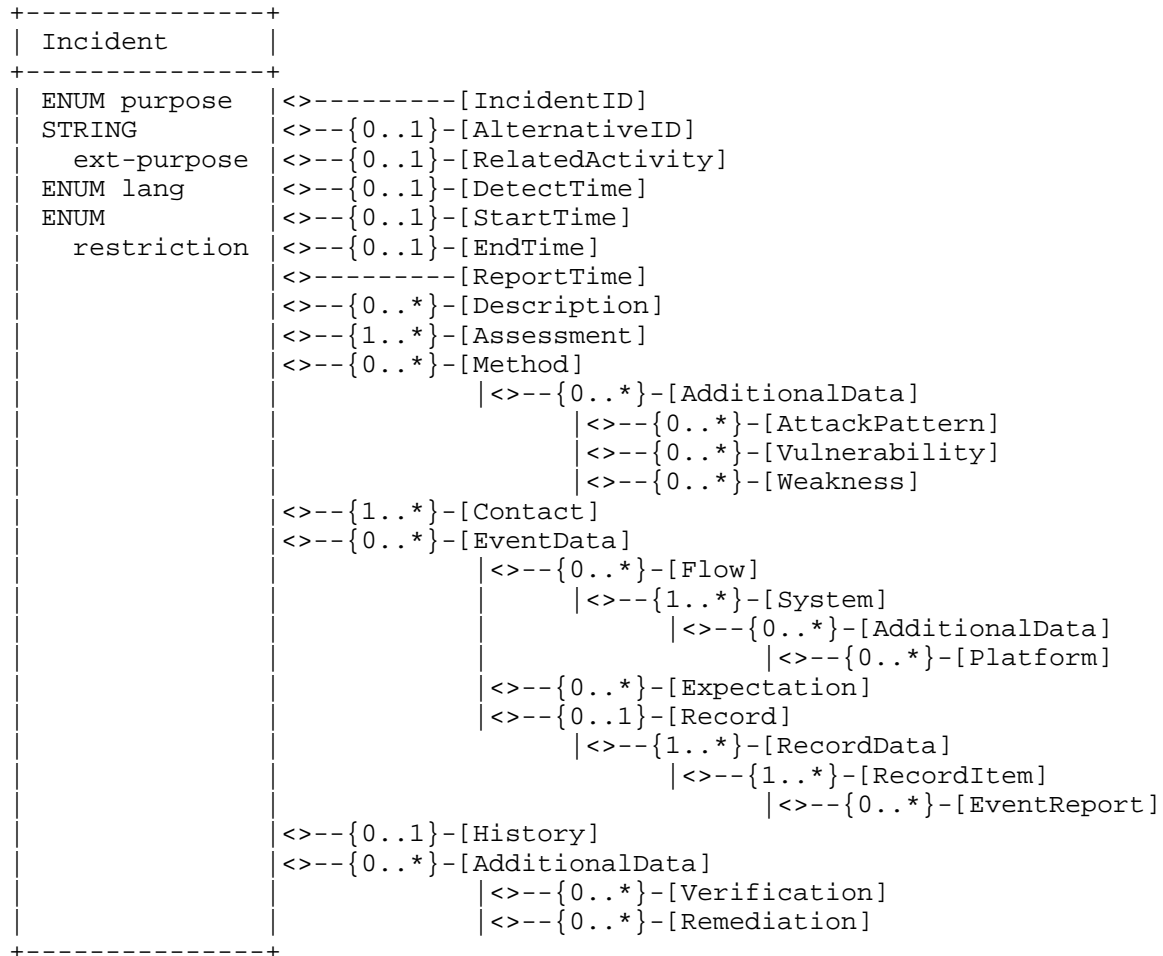 +---------------+
| Incident      |
+---------------+
| ENUM purpose  |<>---------[IncidentID]
| STRING        |<>--{0..1}-[AlternativeID]
|   ext-purpose |<>--{0..1}-[RelatedActivity]
| ENUM lang     |<>--{0..1}-[DetectTime]
| ENUM          |<>--{0..1}-[StartTime]
|   restriction |<>--{0..1}-[EndTime]
|               |<>---------[ReportTime]
|               |<>--{0..*}-[Description]
|               |<>--{1..*}-[Assessment]
|               |<>--{0..*}-[Method]
|               |            |<>--{0..*}-[AdditionalData]
|               |                  |<>--{0..*}-[AttackPattern]
|               |                  |<>--{0..*}-[Vulnerability]
|               |                  |<>--{0..*}-[Weakness]
|               |<>--{1..*}-[Contact]
|               |<>--{0..*}-[EventData]
|               |            |<>--{0..*}-[Flow]
|               |            |     |<>--{1..*}-[System]
|               |            |           |<>--{0..*}-[AdditionalData]
|               |            |                 |<>--{0..*}-[Platform]
|               |            |<>--{0..*}-[Expectation]
|               |            |<>--{0..1}-[Record]
|               |                  |<>--{1..*}-[RecordData]
|               |                        |<>--{1..*}-[RecordItem]
|               |                              |<>--{0..*}-[EventReport]
|               |<>--{0..1}-[History]
|               |<>--{0..*}-[AdditionalData]
|               |            |<>--{0..*}-[Verification]
|               |            |<>--{0..*}-[Remediation]
+---------------+